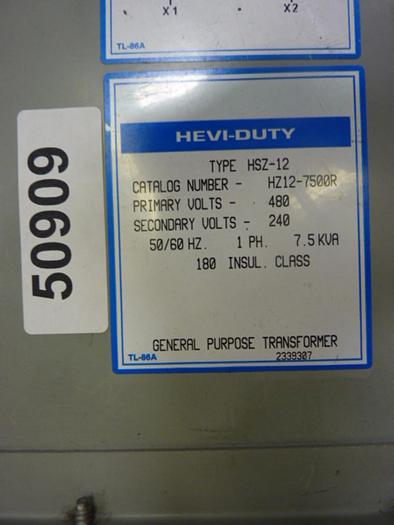 X1 X2
TL-86A
HEVI-DUTY
TYPE HSZ-12
CATALOG NUMBER - HZ12-7500R
PRIMARY VOLTS - 480
SECONDARY VOLTS - 240
50/60 HZ. 1 PH. 7.5 KVA
180 INSUL. CLASS
GENERAL PURPOSE TRANSFORMER
TL-86A 2339307
50909